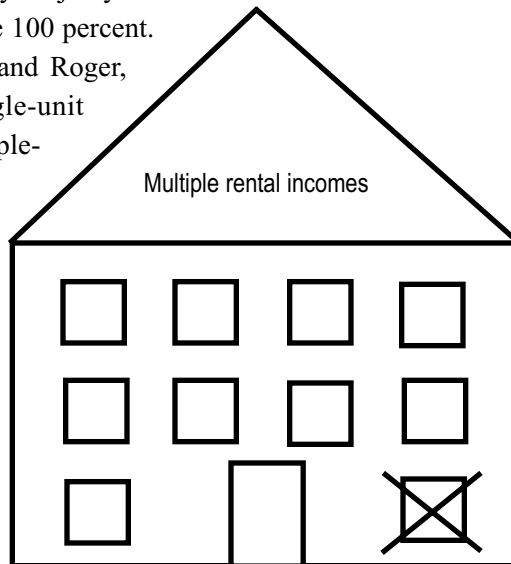 100 percent.
and Roger,
gle-unit
ple-
Multiple rental incomes